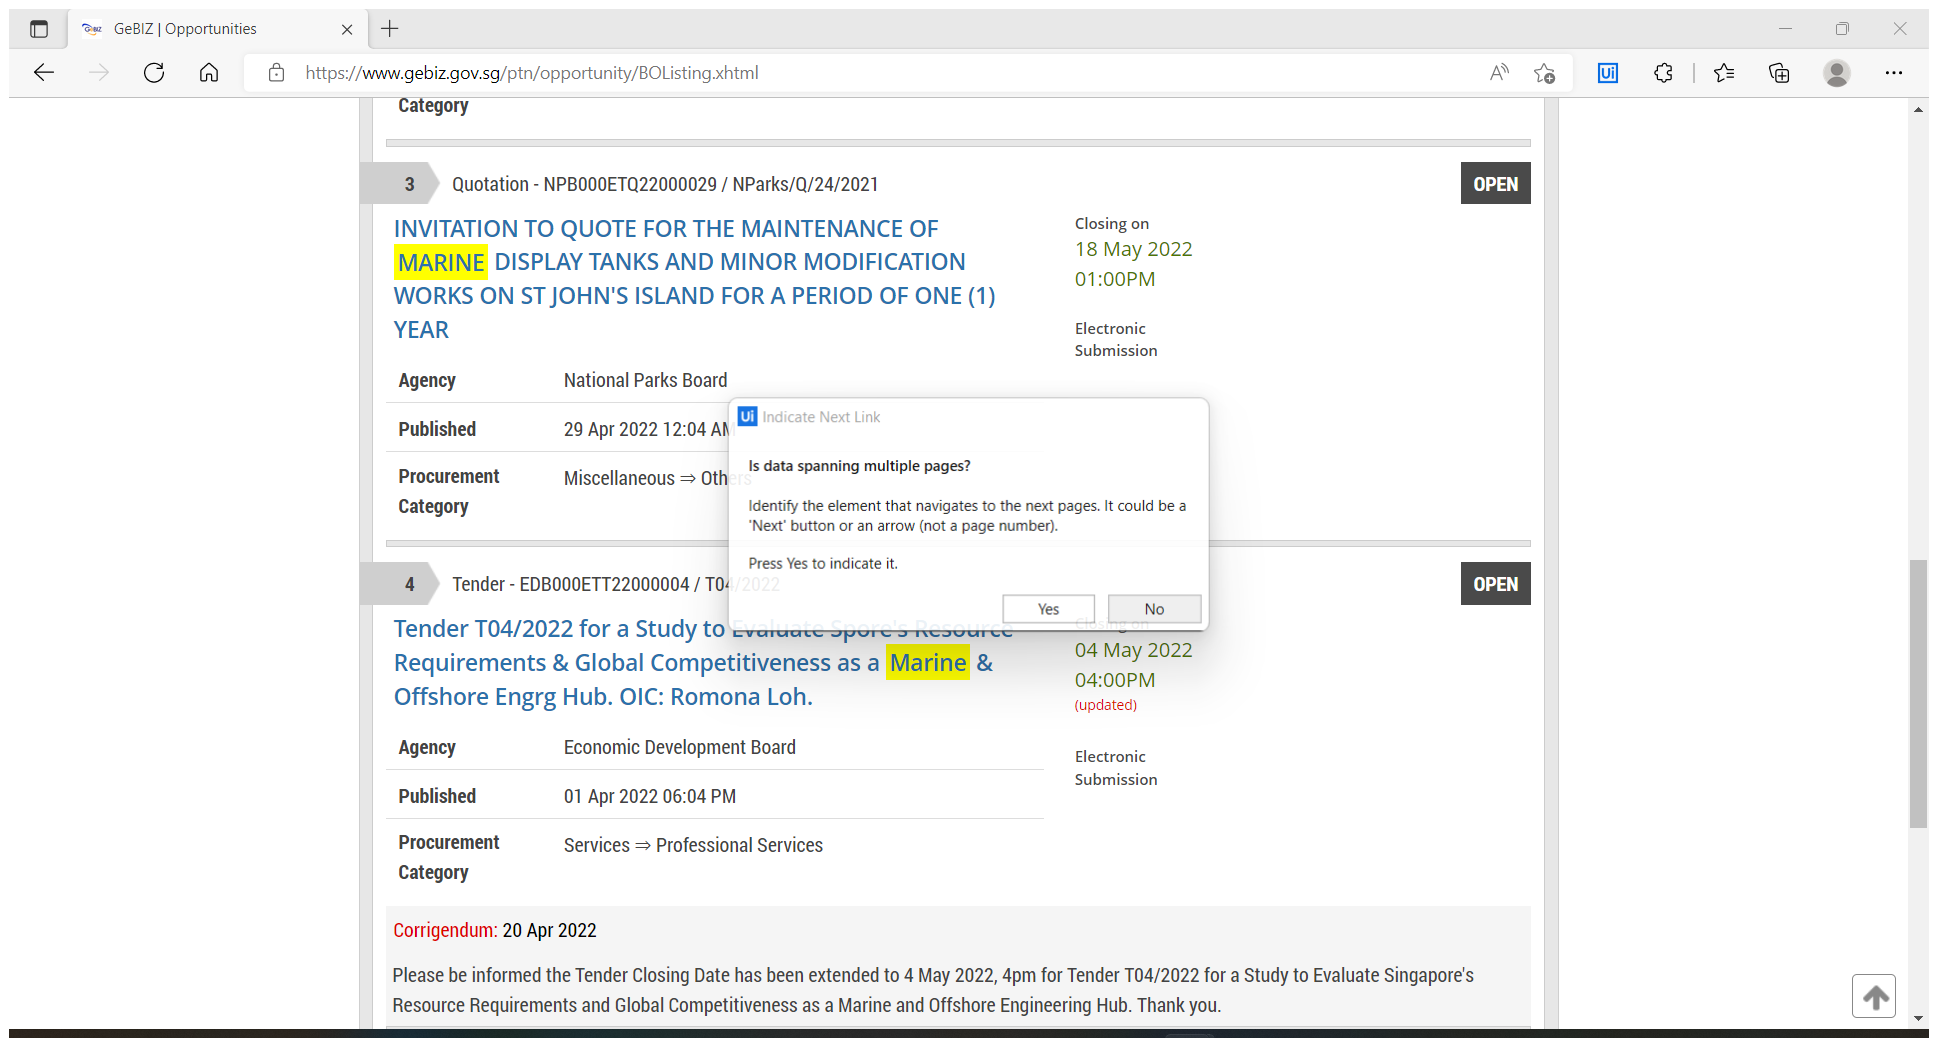 GeBIZ | Opportunities
https://www.gebiz.gov.sg/ptn/opportunity/BOListing.xhtml
Category
3
Quotation - NPB000ETQ22000029 / NParks/Q/24/2021
OPEN
INVITATION TO QUOTE FOR THE MAINTENANCE OF
MARINE DISPLAY TANKS AND MINOR MODIFICATION
WORKS ON ST JOHN'S ISLAND FOR A PERIOD OF ONE (1)
YEAR
Closing on
18 May 2022
01:00PM
Electronic
Submission
Agency National Parks Board
Published 29 Apr 2022 12:04 AM
Procurement
Category
Miscellaneous ⇒ Others
Ui Indicate Next Link
Is data spanning multiple pages?
Identify the element that navigates to the next pages. It could be a
'Next' button or an arrow (not a page number).
Press Yes to indicate it.
Yes No
4
Tender - EDB000ETT22000004 / T04/2022
OPEN
Tender T04/2022 for a Study to Evaluate Spore's Resource
Requirements & Global Competitiveness as a Marine &
Offshore Engrg Hub. OIC: Romona Loh.
Closing on
04 May 2022
04:00PM
(updated)
Electronic
Submission
Agency Economic Development Board
Published 01 Apr 2022 06:04 PM
Procurement
Category
Services ⇒ Professional Services
Corrigendum: 20 Apr 2022
Please be informed the Tender Closing Date has been extended to 4 May 2022, 4pm for Tender T04/2022 for a Study to Evaluate Singapore's
Resource Requirements and Global Competitiveness as a Marine and Offshore Engineering Hub. Thank you.